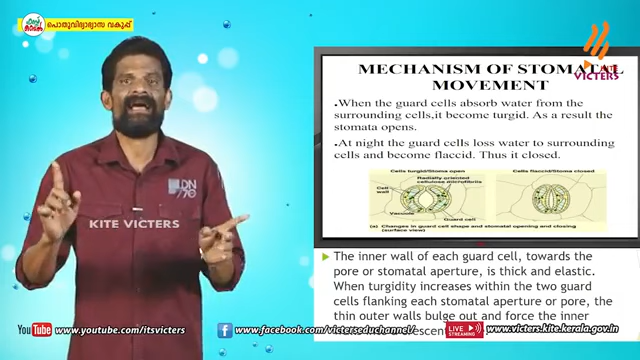 പൊതുവിദ്യാഭ്യാസ വകുപ്പ്
KITE
VICTERS
MECHANISM OF STOMATAL
MOVEMENT
.When the guard cells absorb water from the
surrounding cells,it become turgid. As a result the
stomata opens.
.At night the guard cells loss water to surrounding
cells and become flaccid. Thus it closed.
Cells turgid/Stoma open
Cells flaccid/Stoma closed
Radially oriented
cellulose microfibrils
Cell
wall
Vacuole
Guard cell
(a) Changes in guard cell shape and stomatal opening and closing
(surface view)
The inner wall of each guard cell, towards the
pore or stomatal aperture, is thick and elastic.
When turgidity increases within the two guard
cells flanking each stomatal aperture or pore, the
thin outer walls bulge out and force the inner
escent
DN
KITE VICTERS
YouTube www.youtube.com/itsvicters
f www.facebook.com/victerseduchannel/
LIVE
STREAMING
www.victers.kite.kerala.gov.in